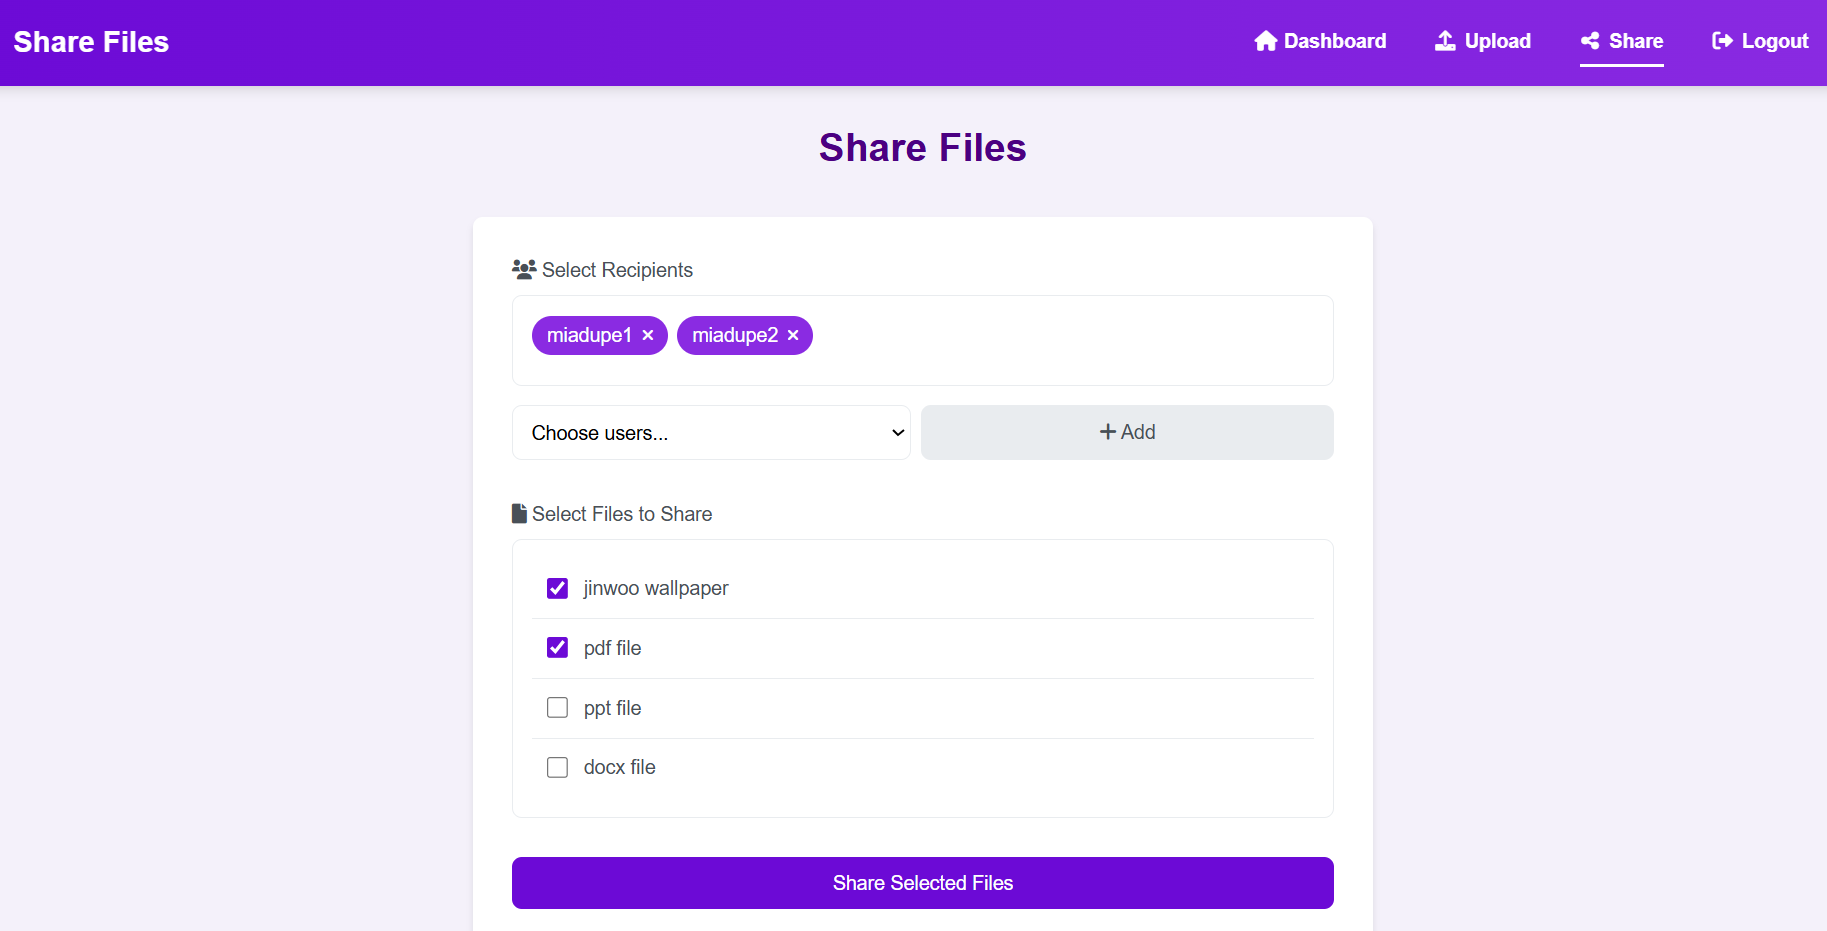 Share Files
Dashboard
Upload
Share
Logout
Share Files
Select Recipients
miadupe1 ×
miadupe2 ×
Choose users...
+ Add
Select Files to Share
jinwoo wallpaper
pdf file
ppt file
docx file
Share Selected Files